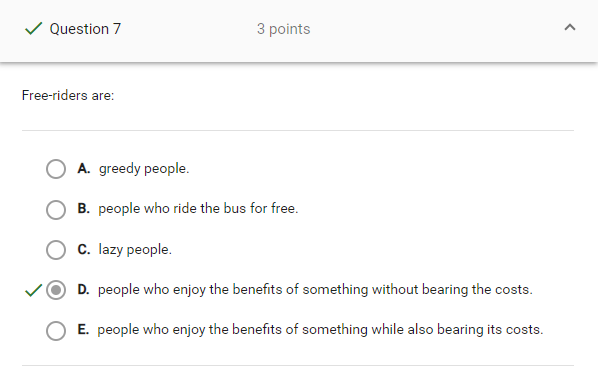 Question 7 3 points
Free-riders are:
A. greedy people.
B. people who ride the bus for free.
C. lazy people.
D. people who enjoy the benefits of something without bearing the costs.
E. people who enjoy the benefits of something while also bearing its costs.